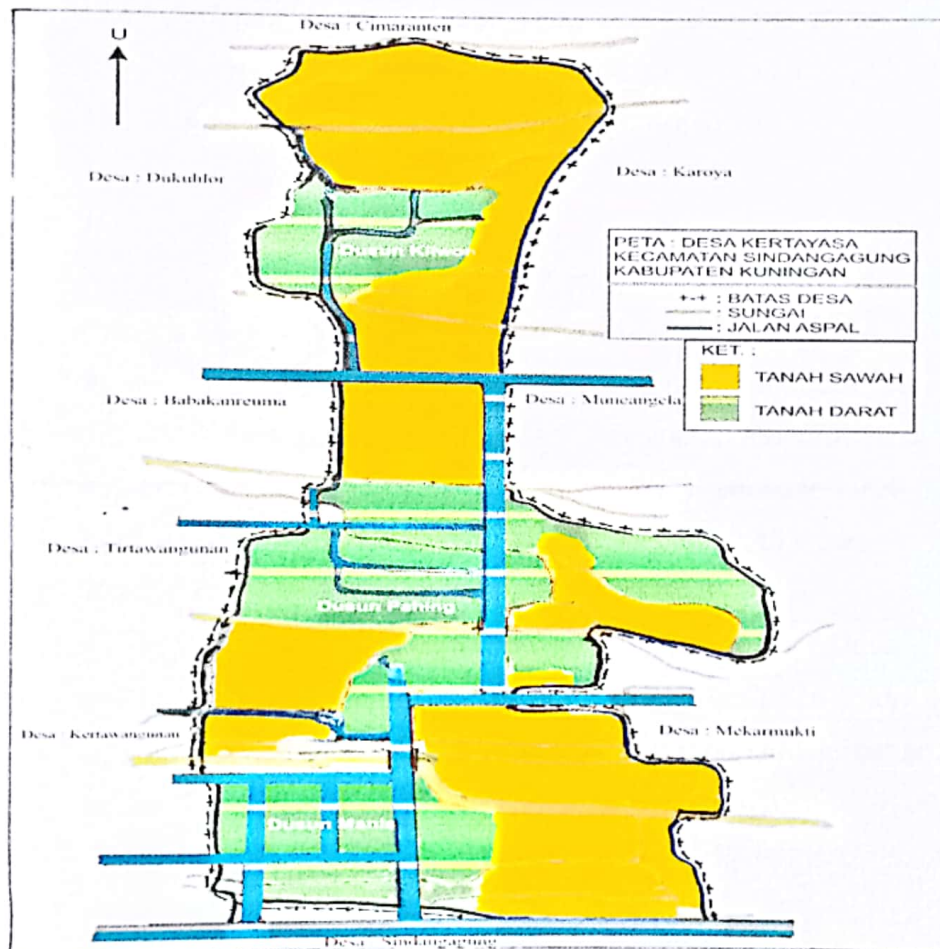 Desa : Cimaranten
U
Desa : Dukuhlor
Desa : Karoya
PETA : DESA KERTAYASA
KECAMATAN SINDANGAGUNG
KABUPATEN KUNINGAN
+-+ : BATAS DESA
: SUNGAI
: JALAN ASPAL
KET. :
TANAH SAWAH
TANAH DARAT
Dusun
Desa : Babakanreuma
Desa : Muncangela
Desa : Tirtawangunan
Dusun Pahing
Desa : Kertawangunan
Desa : Mekarmukti
Dusun Manis
Desa : Sindangagung